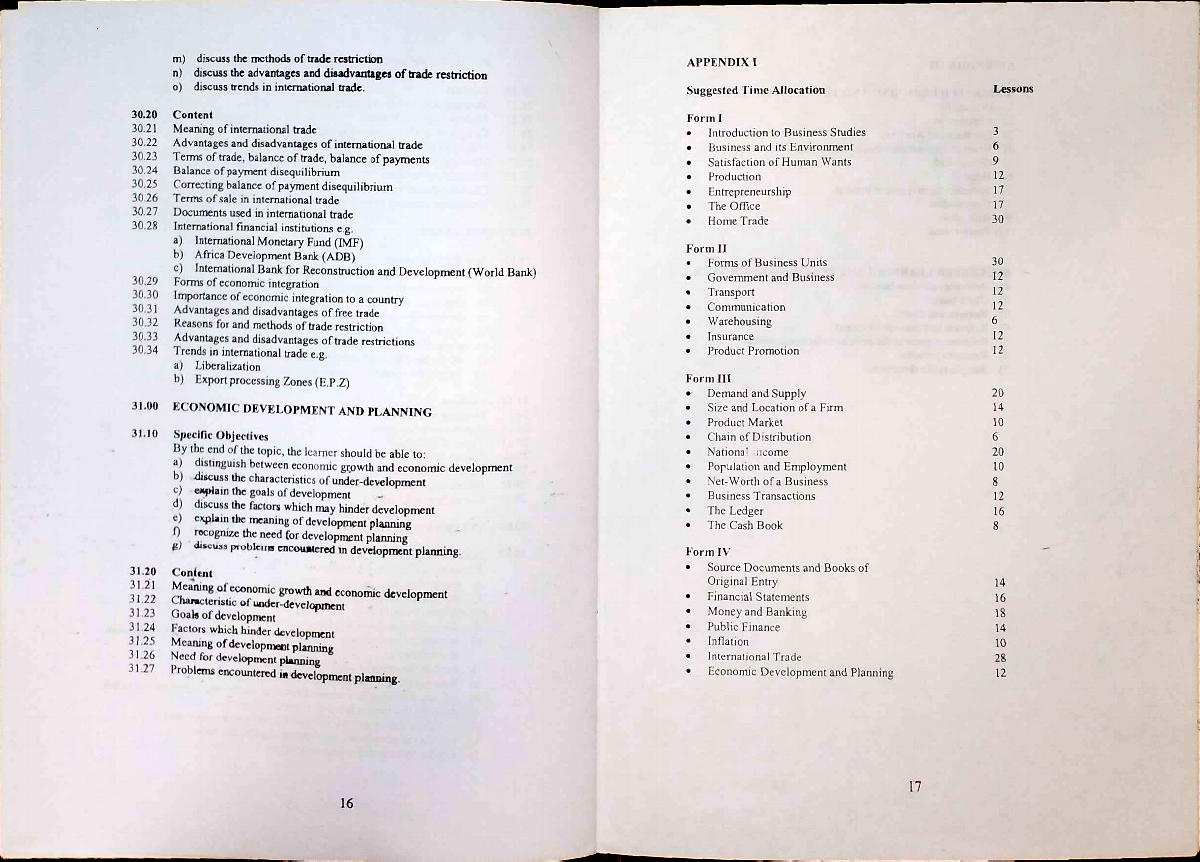 m) discuss the methods of trade restriction
n) discuss the advantages and disadvantages of trade restriction
o) discuss trends in international trade.
30.20 Content
30.21 Meaning of international trade
30.22 Advantages and disadvantages of international trade
30.23 Terms of trade, balance of trade, balance of payments
30.24 Balance of payment disequilibrium
30.25 Correcting balance of payment disequilibrium
30.26 Terms of sale in international trade
30.27 Documents used in international trade
30.28 International financial institutions e.g.
a) International Monetary Fund (IMF)
b) Africa Development Bank (ADB)
c) International Bank for Reconstruction and Development (World Bank)
30.29 Forms of economic integration
30.30 Importance of economic integration to a country
30.31 Advantages and disadvantages of free trade
30.32 Reasons for and methods of trade restriction
30.33 Advantages and disadvantages of trade restrictions
30.34 Trends in international trade e.g.
a) Liberalization
b) Export processing Zones (E.P.Z)
31.00 ECONOMIC DEVELOPMENT AND PLANNING
31.10 Specific Objectives
By the end of the topic, the learner should be able to:
a) distinguish between economic growth and economic development
b) discuss the characteristics of under-development
c) explain the goals of development
d) discuss the factors which may hinder development
e) explain the meaning of development planning
f) recognize the need for development planning
g) discuss problems encountered in development planning.
31.20 Content
31.21 Meaning of economic growth and economic development
31.22 Characteristic of under-development
31.23 Goals of development
31.24 Factors which hinder development
31.25 Meaning of development planning
31.26 Need for development planning
31.27 Problems encountered in development planning.
16
APPENDIX I
Suggested Time Allocation Lessons
Form I
• Introduction to Business Studies 3
• Business and its Environment 6
• Satisfaction of Human Wants 9
• Production 12
• Entrepreneurship 17
• The Office 17
• Home Trade 30
Form II
• Forms of Business Units 30
• Government and Business 12
• Transport 12
• Communication 12
• Warehousing 6
• Insurance 12
• Product Promotion 12
Form III
• Demand and Supply 20
• Size and Location of a Firm 14
• Product Market 10
• Chain of Distribution 6
• National income 20
• Population and Employment 10
• Net-Worth of a Business 8
• Business Transactions 12
• The Ledger 16
• The Cash Book 8
Form IV
• Source Documents and Books of
Original Entry 14
• Financial Statements 16
• Money and Banking 18
• Public Finance 14
• Inflation 10
• International Trade 28
• Economic Development and Planning 12
17